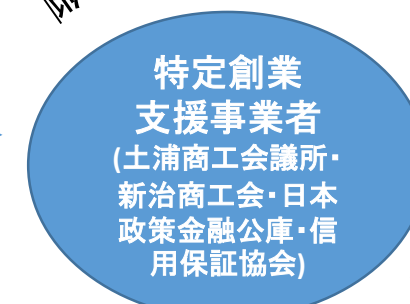 特定創業
支援事業者
(土浦商工会議所・
新治商工会・日本
政策金融公庫・信
用保証協会)